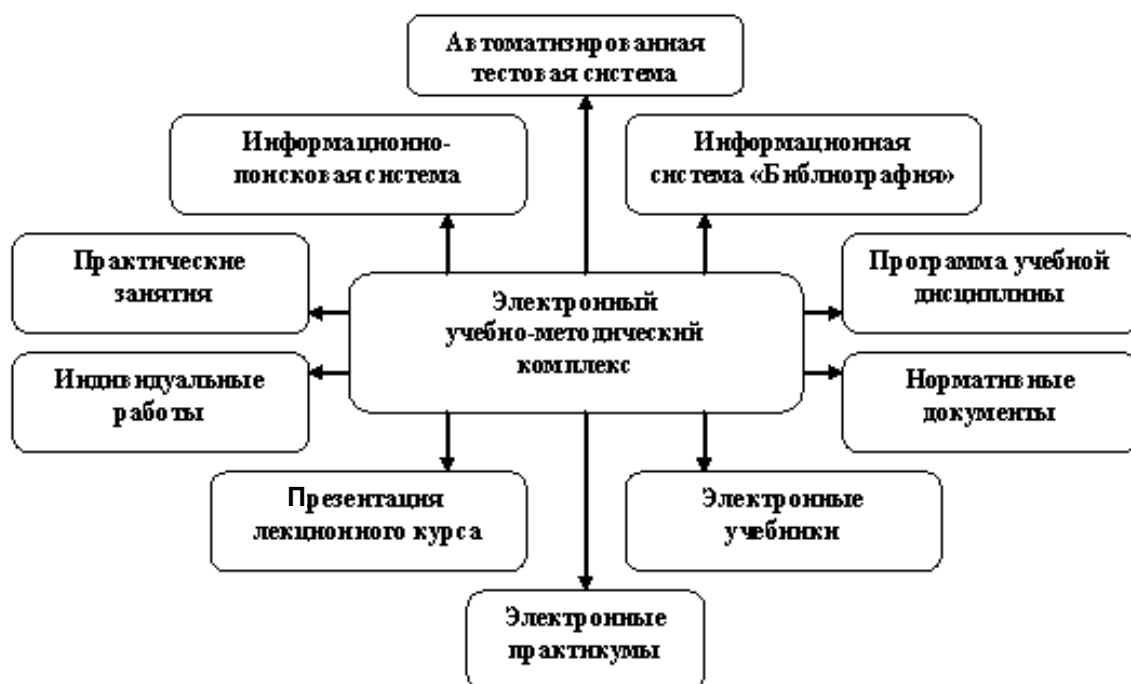 Автоматизированная
тестовая система
Информационно-
поисковая система
Информационная
система «Библиография»
Практические
занятия
Электронный
учебно-методический
комплекс
Программа учебной
дисциплины
Индивидуальные
работы
Нормативные
документы
Презентация
лекционного курса
Электронные
учебники
Электронные
практикумы